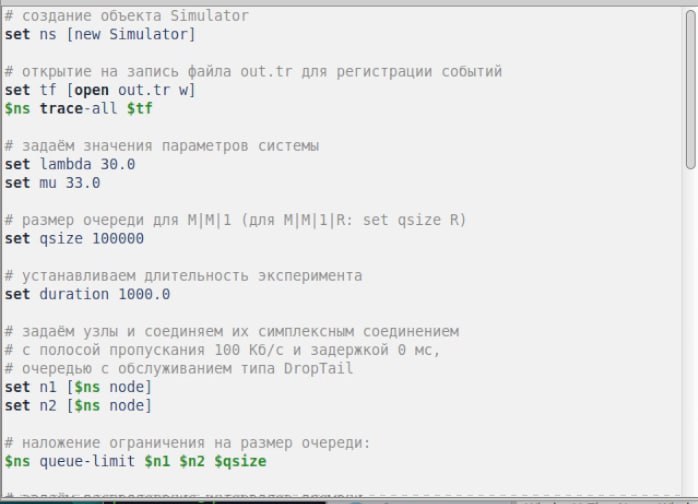 # создание объекта Simulator
set ns [new Simulator]
# открытие на запись файла out.tr для регистрации событий
set tf [open out.tr w]
$ns trace-all $tf
# задаём значения параметров системы
set lambda 30.0
set mu 33.0
# размер очереди для M|M|1 (для M|M|1|R: set qsize R)
set qsize 100000
# устанавливаем длительность эксперимента
set duration 1000.0
# задаём узлы и соединяем их симплексным соединением
# с полосой пропускания 100 Кб/с и задержкой 0 мс,
# очередью с обслуживанием типа DropTail
set n1 [$ns node]
set n2 [$ns node]
# наложение ограничения на размер очереди:
$ns queue-limit $n1 $n2 $qsize